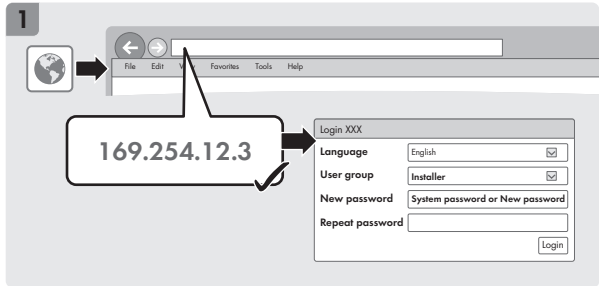 1
File Edit View Favorites Tools Help
169.254.12.3
Login XXX
Language English
User group Installer
New password System password or New password
Repeat password
Login